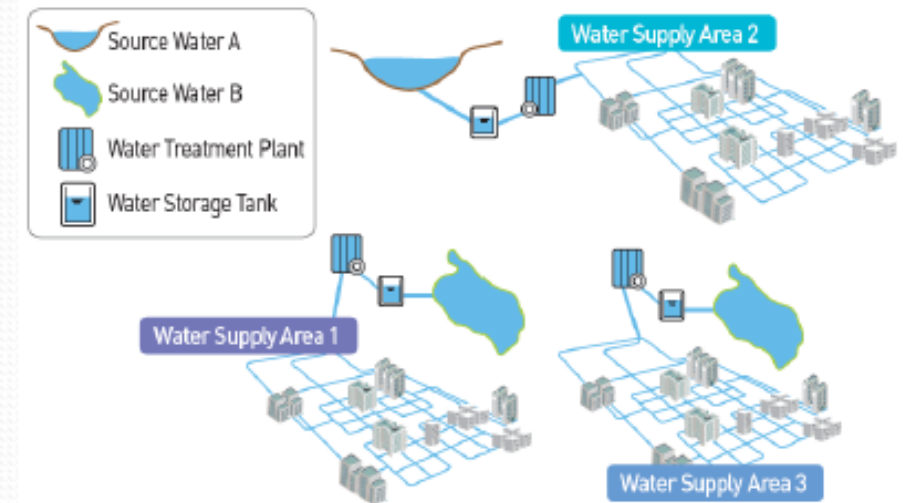 Source Water A
Source Water B
Water Treatment Plant
Water Storage Tank
Water Supply Area 2
Water Supply Area 1
Water Supply Area 3